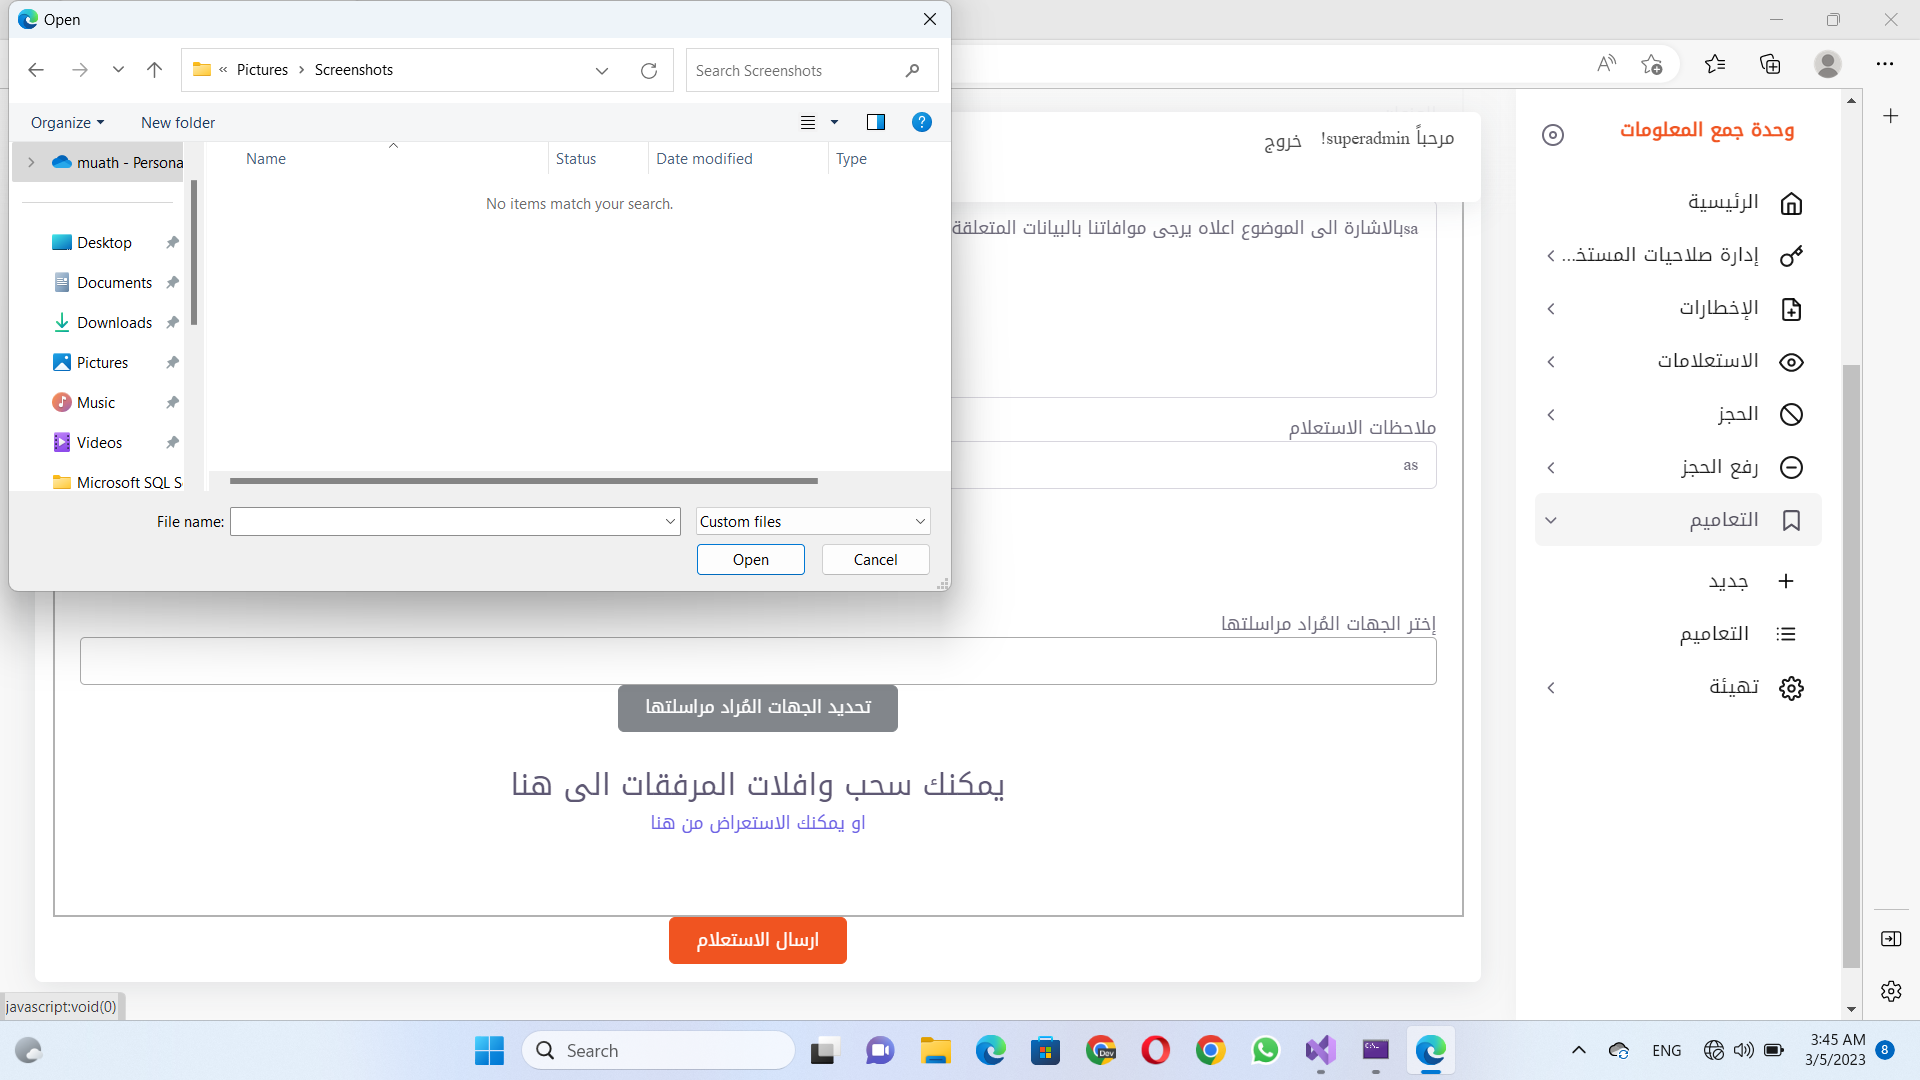 Open
« Pictures > Screenshots
Search Screenshots
Organize
New folder
muath - Persona
Name
Status
Date modified
Type
No items match your search.
Desktop
Documents
Downloads
Pictures
Music
Videos
Microsoft SQL S
File name:
Custom files
Open
Cancel
مرحباً superadmin!
خروج
saبالاشارة الى الموضوع اعلاه يرجى موافاتنا بالبيانات المتعلقة
ملاحظات الاستعلام
as
إختر الجهات المُراد مراسلتها
تحديد الجهات المُراد مراسلتها
يمكنك سحب وافلات المرفقات الى هنا
او يمكنك الاستعراض من هنا
ارسال الاستعلام
وحدة جمع المعلومات
الرئيسية
إدارة صلاحيات المستخد...
الإخطارات
الاستعلامات
الحجز
رفع الحجز
التعاميم
جديد
التعاميم
تهيئة
javascript:void(0)
Search
Dev
ENG
3:45 AM
3/5/2023
8